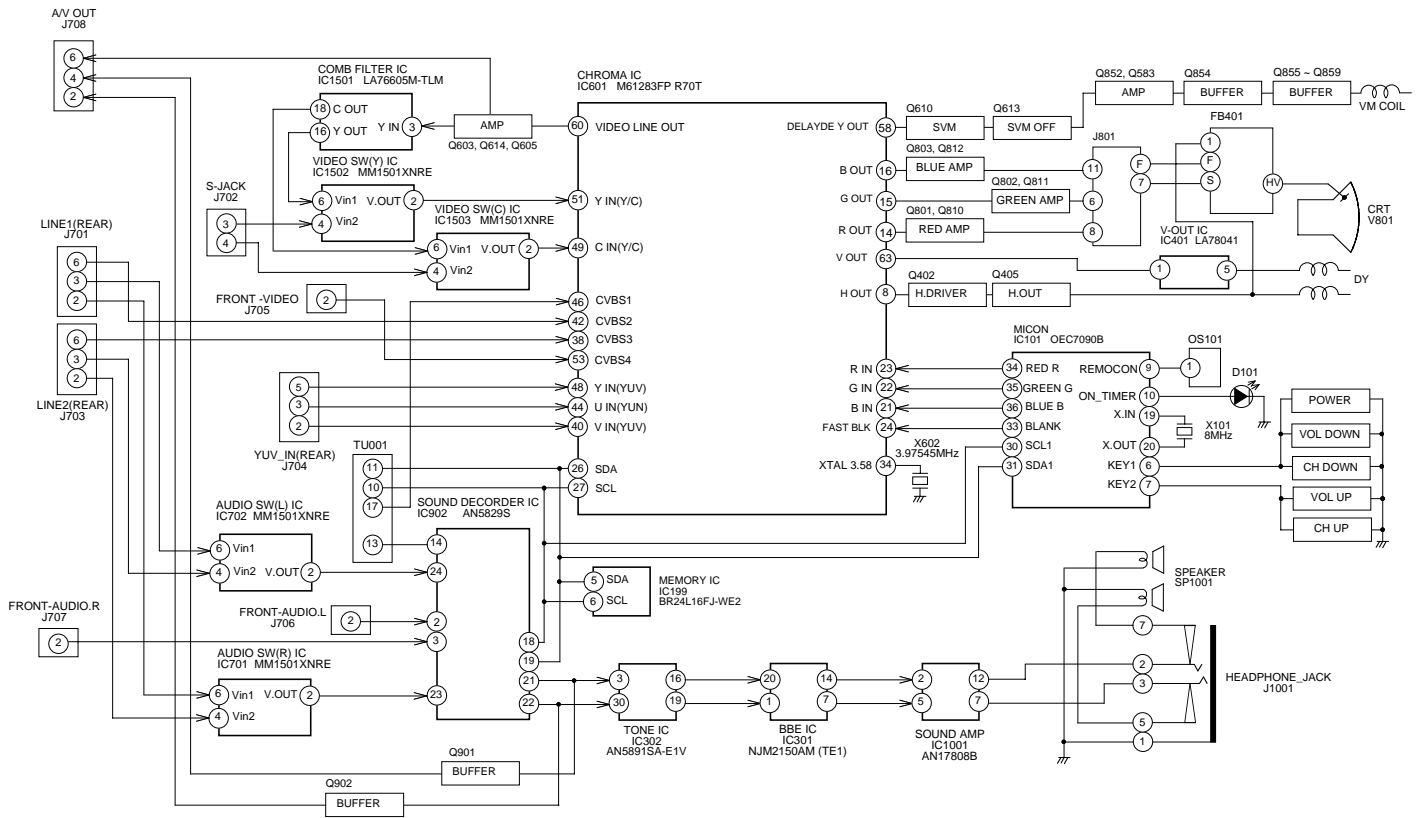 A/V OUT
J708
6
4
2
COMB FILTER IC
IC1501 LA76605M-TLM
18 C OUT
16 Y OUT
Y IN 3
AMP
Q603, Q614, Q605
VIDEO SW(Y) IC
IC1502 MM1501XNRE
6 Vin1
V.OUT 2
4 Vin2
VIDEO SW(C) IC
IC1503 MM1501XNRE
6 Vin1
V.OUT 2
4 Vin2
S-JACK
J702
3
4
LINE1(REAR)
J701
6
3
2
FRONT -VIDEO
J705
2
6
3
2
LINE2(REAR)
J703
5
3
2
YUV_IN(REAR)
J704
TU001
11
10
17
13
CHROMA IC
IC601 M61283FP R70T
60 VIDEO LINE OUT
51 Y IN(Y/C)
49 C IN(Y/C)
46 CVBS1
42 CVBS2
38 CVBS3
53 CVBS4
48 Y IN(YUV)
44 U IN(YUN)
40 V IN(YUV)
26 SDA
27 SCL
DELAYDE Y OUT 58
B OUT 16
G OUT 15
R OUT 14
V OUT 63
H OUT 8
R IN 23
G IN 22
B IN 21
FAST BLK 24
XTAL 3.58 34
X602
3.97545MHz
Q610
SVM
Q613
SVM OFF
Q852, Q583
AMP
Q854
BUFFER
Q855 ~ Q859
BUFFER
VM COIL
Q803, Q812
BLUE AMP
Q802, Q811
GREEN AMP
Q801, Q810
RED AMP
J801
11
6
8
F
7
FB401
1
F
S
HV
CRT
V801
V-OUT IC
IC401 LA78041
1
5
DY
Q402
H.DRIVER
Q405
H.OUT
MICON
IC101 OEC7090B
34 RED R
35 GREEN G
36 BLUE B
33 BLANK
30 SCL1
31 SDA1
REMOCON 9
ON_TIMER 10
X.IN 19
X.OUT 20
KEY1 6
KEY2 7
OS101
1
D101
X101
8MHz
POWER
VOL DOWN
CH DOWN
VOL UP
CH UP
AUDIO SW(L) IC
IC702 MM1501XNRE
6 Vin1
4 Vin2
V.OUT 2
SOUND DECORDER IC
IC902 AN5829S
14
24
2
3
23
18
19
21
22
FRONT-AUDIO.R
J707
2
FRONT-AUDIO.L
J706
2
AUDIO SW(R) IC
IC701 MM1501XNRE
6 Vin1
V.OUT 2
4 Vin2
5 SDA
6 SCL
MEMORY IC
IC199
BR24L16FJ-WE2
3
30
16
19
TONE IC
IC302
AN5891SA-E1V
20
1
14
7
BBE IC
IC301
NJM2150AM (TE1)
2
5
12
7
SOUND AMP
IC1001
AN17808B
SPEAKER
SP1001
7
2
3
5
1
HEADPHONE_JACK
J1001
Q901
BUFFER
Q902
BUFFER